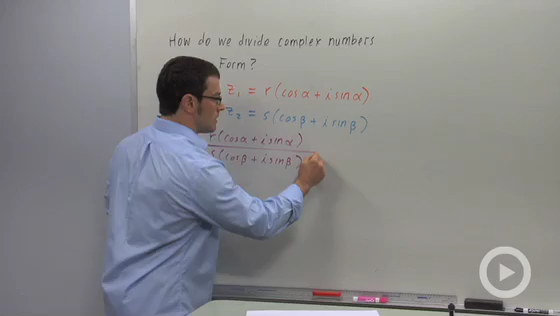 How do we divide complex numbers
Form?
z₁ = r(cos α + i sin α)
z₂ = s(cos β + i sin β)
r(cos α + i sin α)
s(cos β + i sin β)